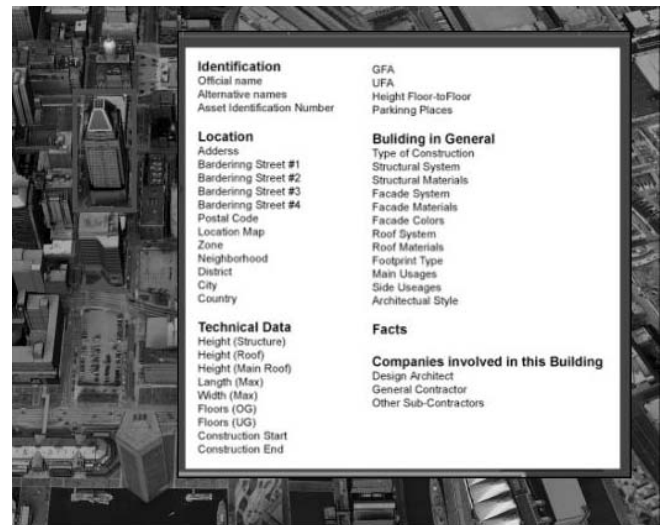 Identification
Official name
Alternative names
Asset Identification Number
Location
Adderss
Barderinng Street #1
Barderinng Street #2
Barderinng Street #3
Barderinng Street #4
Postal Code
Location Map
Zone
Neighborhood
District
City
Country
Technical Data
Height (Structure)
Height (Roof)
Height (Main Roof)
Langth (Max)
Width (Max)
Floors (OG)
Floors (UG)
Construction Start
Construction End
GFA
UFA
Height Floor-toFloor
Parkinng Places
Buliding in General
Type of Construction
Structural System
Structural Materials
Facade System
Facade Materials
Facade Colors
Roof System
Roof Materials
Footprint Type
Main Usages
Side Useages
Architectual Style
Facts
Companies involved in this Building
Design Architect
General Contractor
Other Sub-Contractors